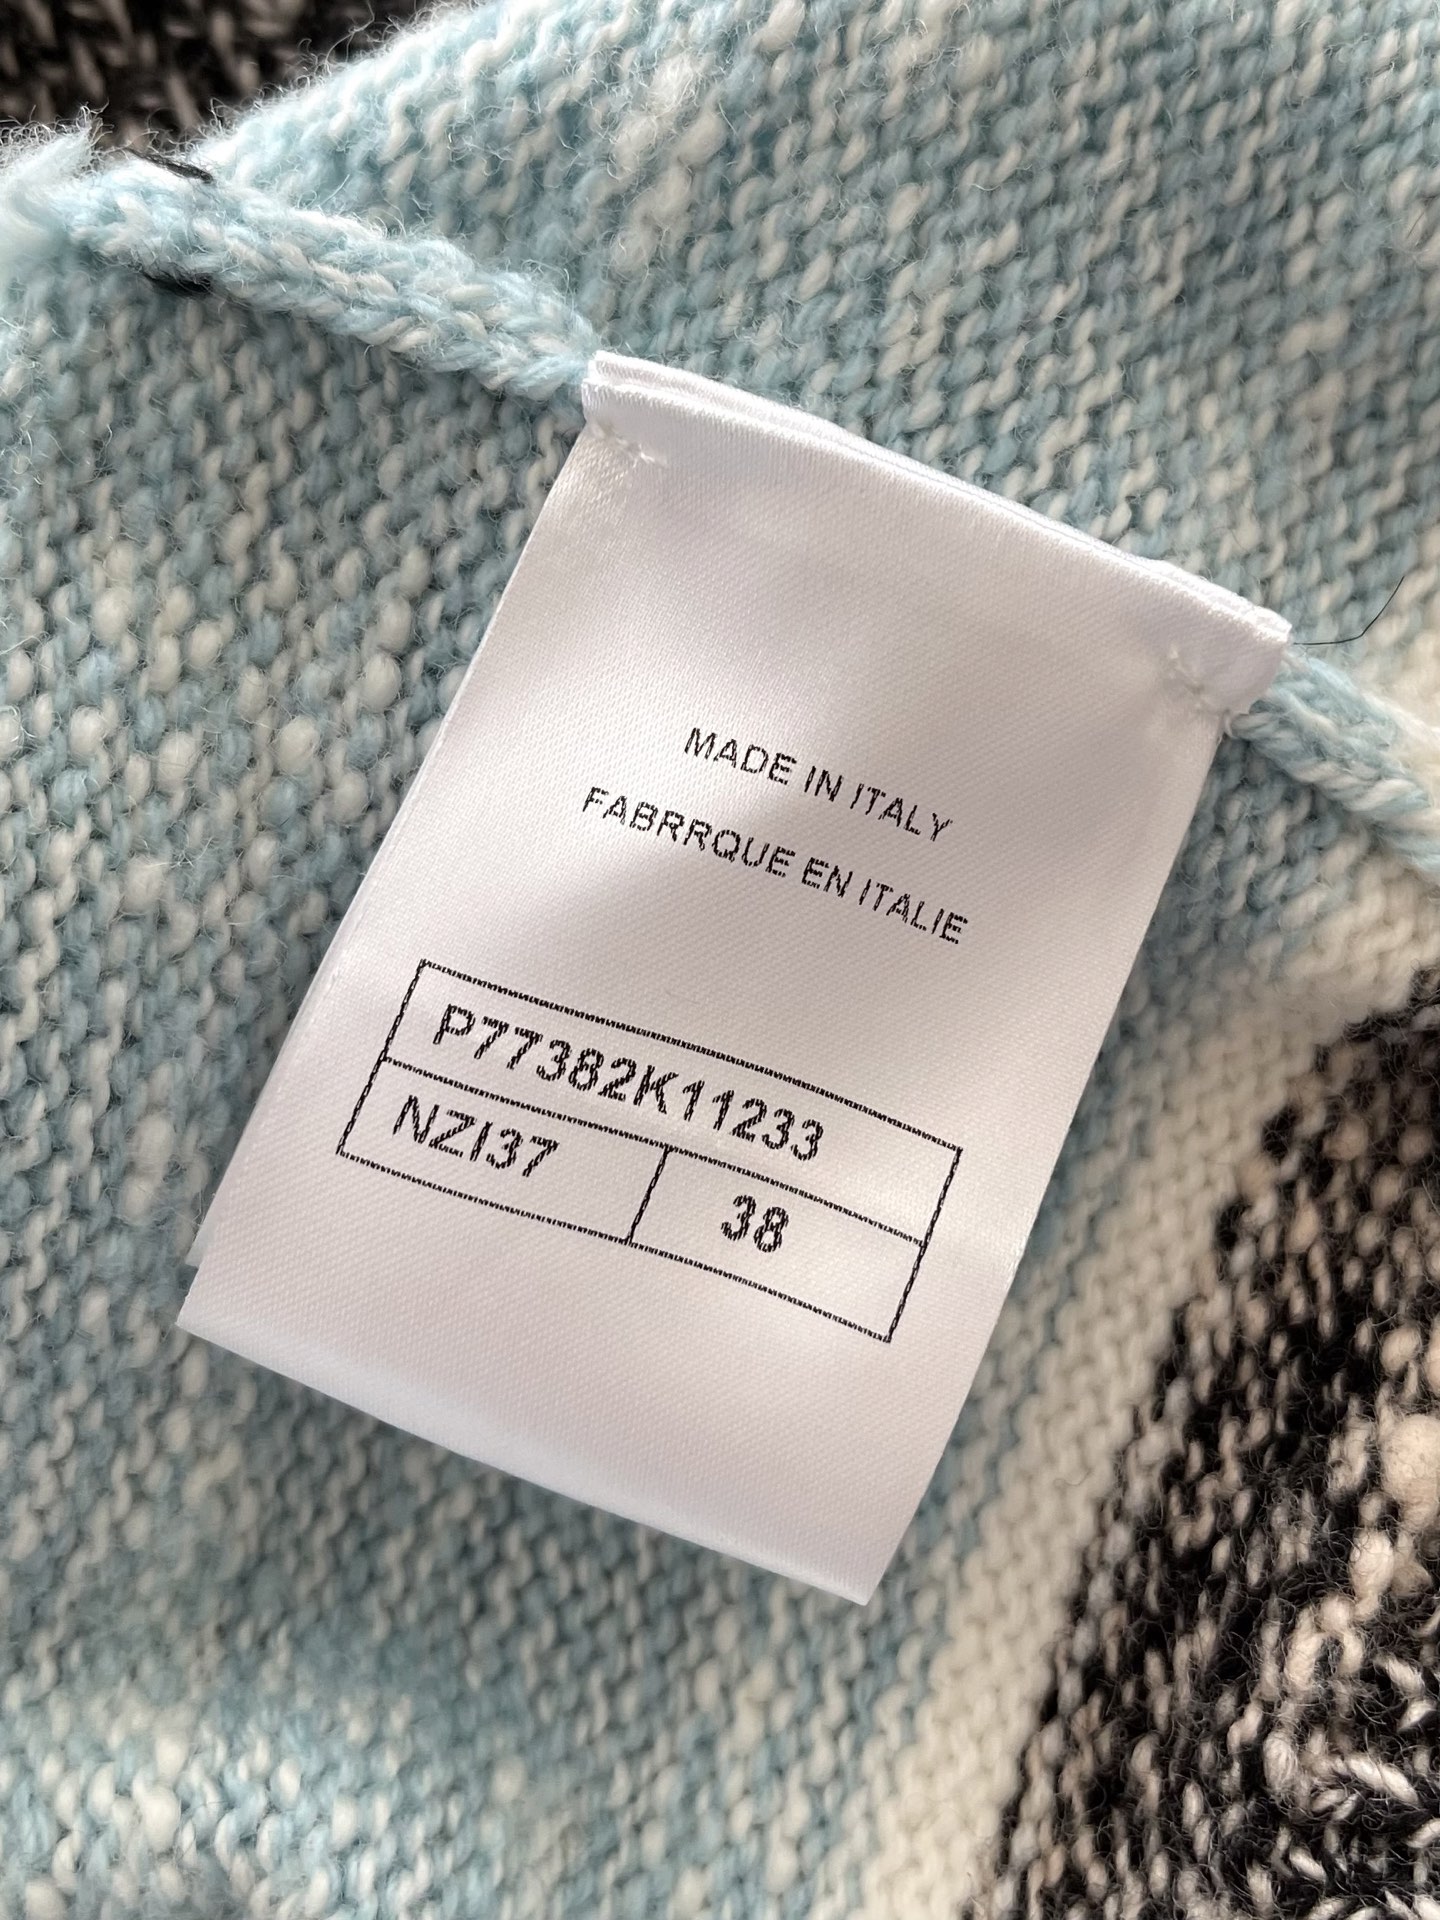 MADE IN ITALY
FABRRQUE EN ITALIE
P77382K11233
NZI37 38